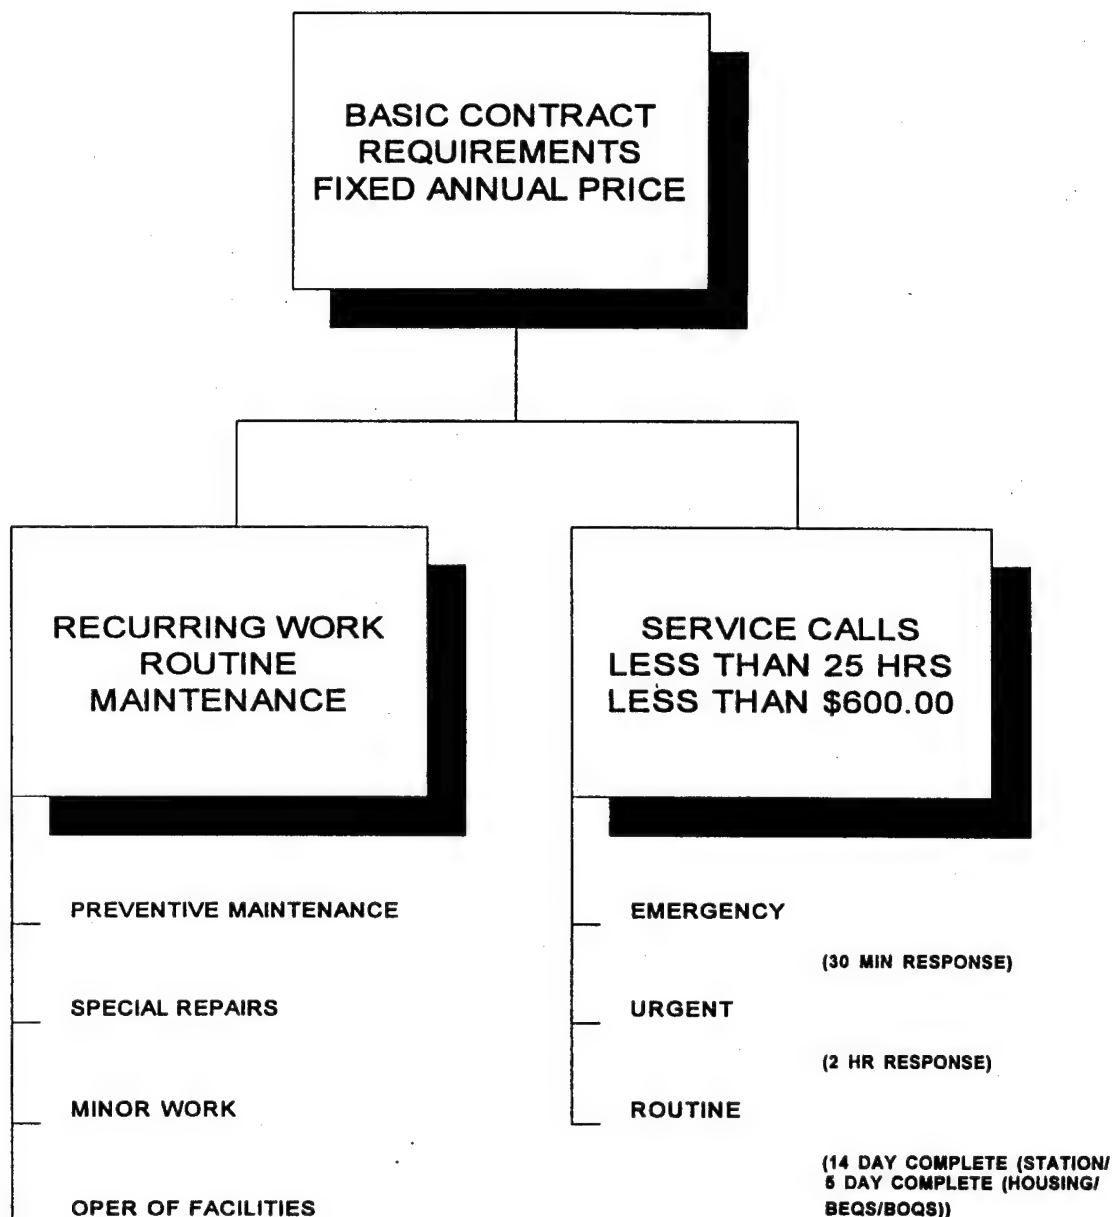 BASIC CONTRACT
REQUIREMENTS
FIXED ANNUAL PRICE
RECURRING WORK
ROUTINE
MAINTENANCE
SERVICE CALLS
LESS THAN 25 HRS
LESS THAN $600.00
PREVENTIVE MAINTENANCE
SPECIAL REPAIRS
MINOR WORK
OPER OF FACILITIES
EMERGENCY
(30 MIN RESPONSE)
URGENT
(2 HR RESPONSE)
ROUTINE
(14 DAY COMPLETE (STATION/
5 DAY COMPLETE (HOUSING/
BEQS/BOQS))